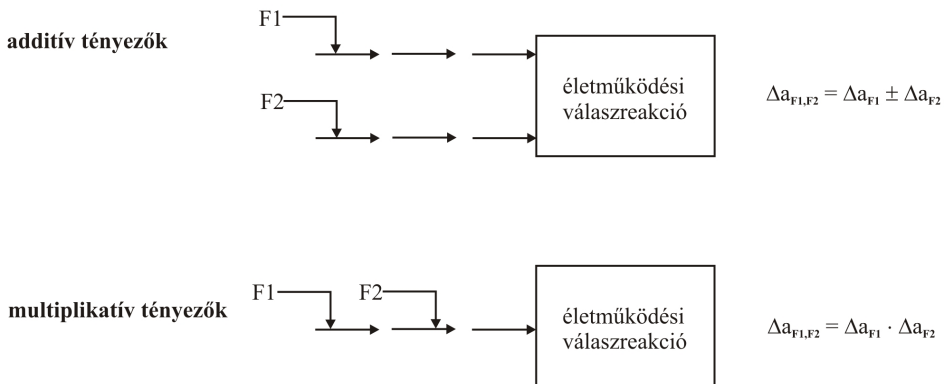 additív tényezők
F1
F2
életműködési
válaszreakció
Δa_F1,F2 = Δa_F1 ± Δa_F2
multiplikatív tényezők
F1 F2
életműködési
válaszreakció
Δa_F1,F2 = Δa_F1 · Δa_F2